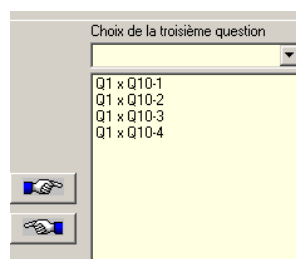 Choix de la troisième question
Q1 x Q10-1
Q1 x Q10-2
Q1 x Q10-3
Q1 x Q10-4